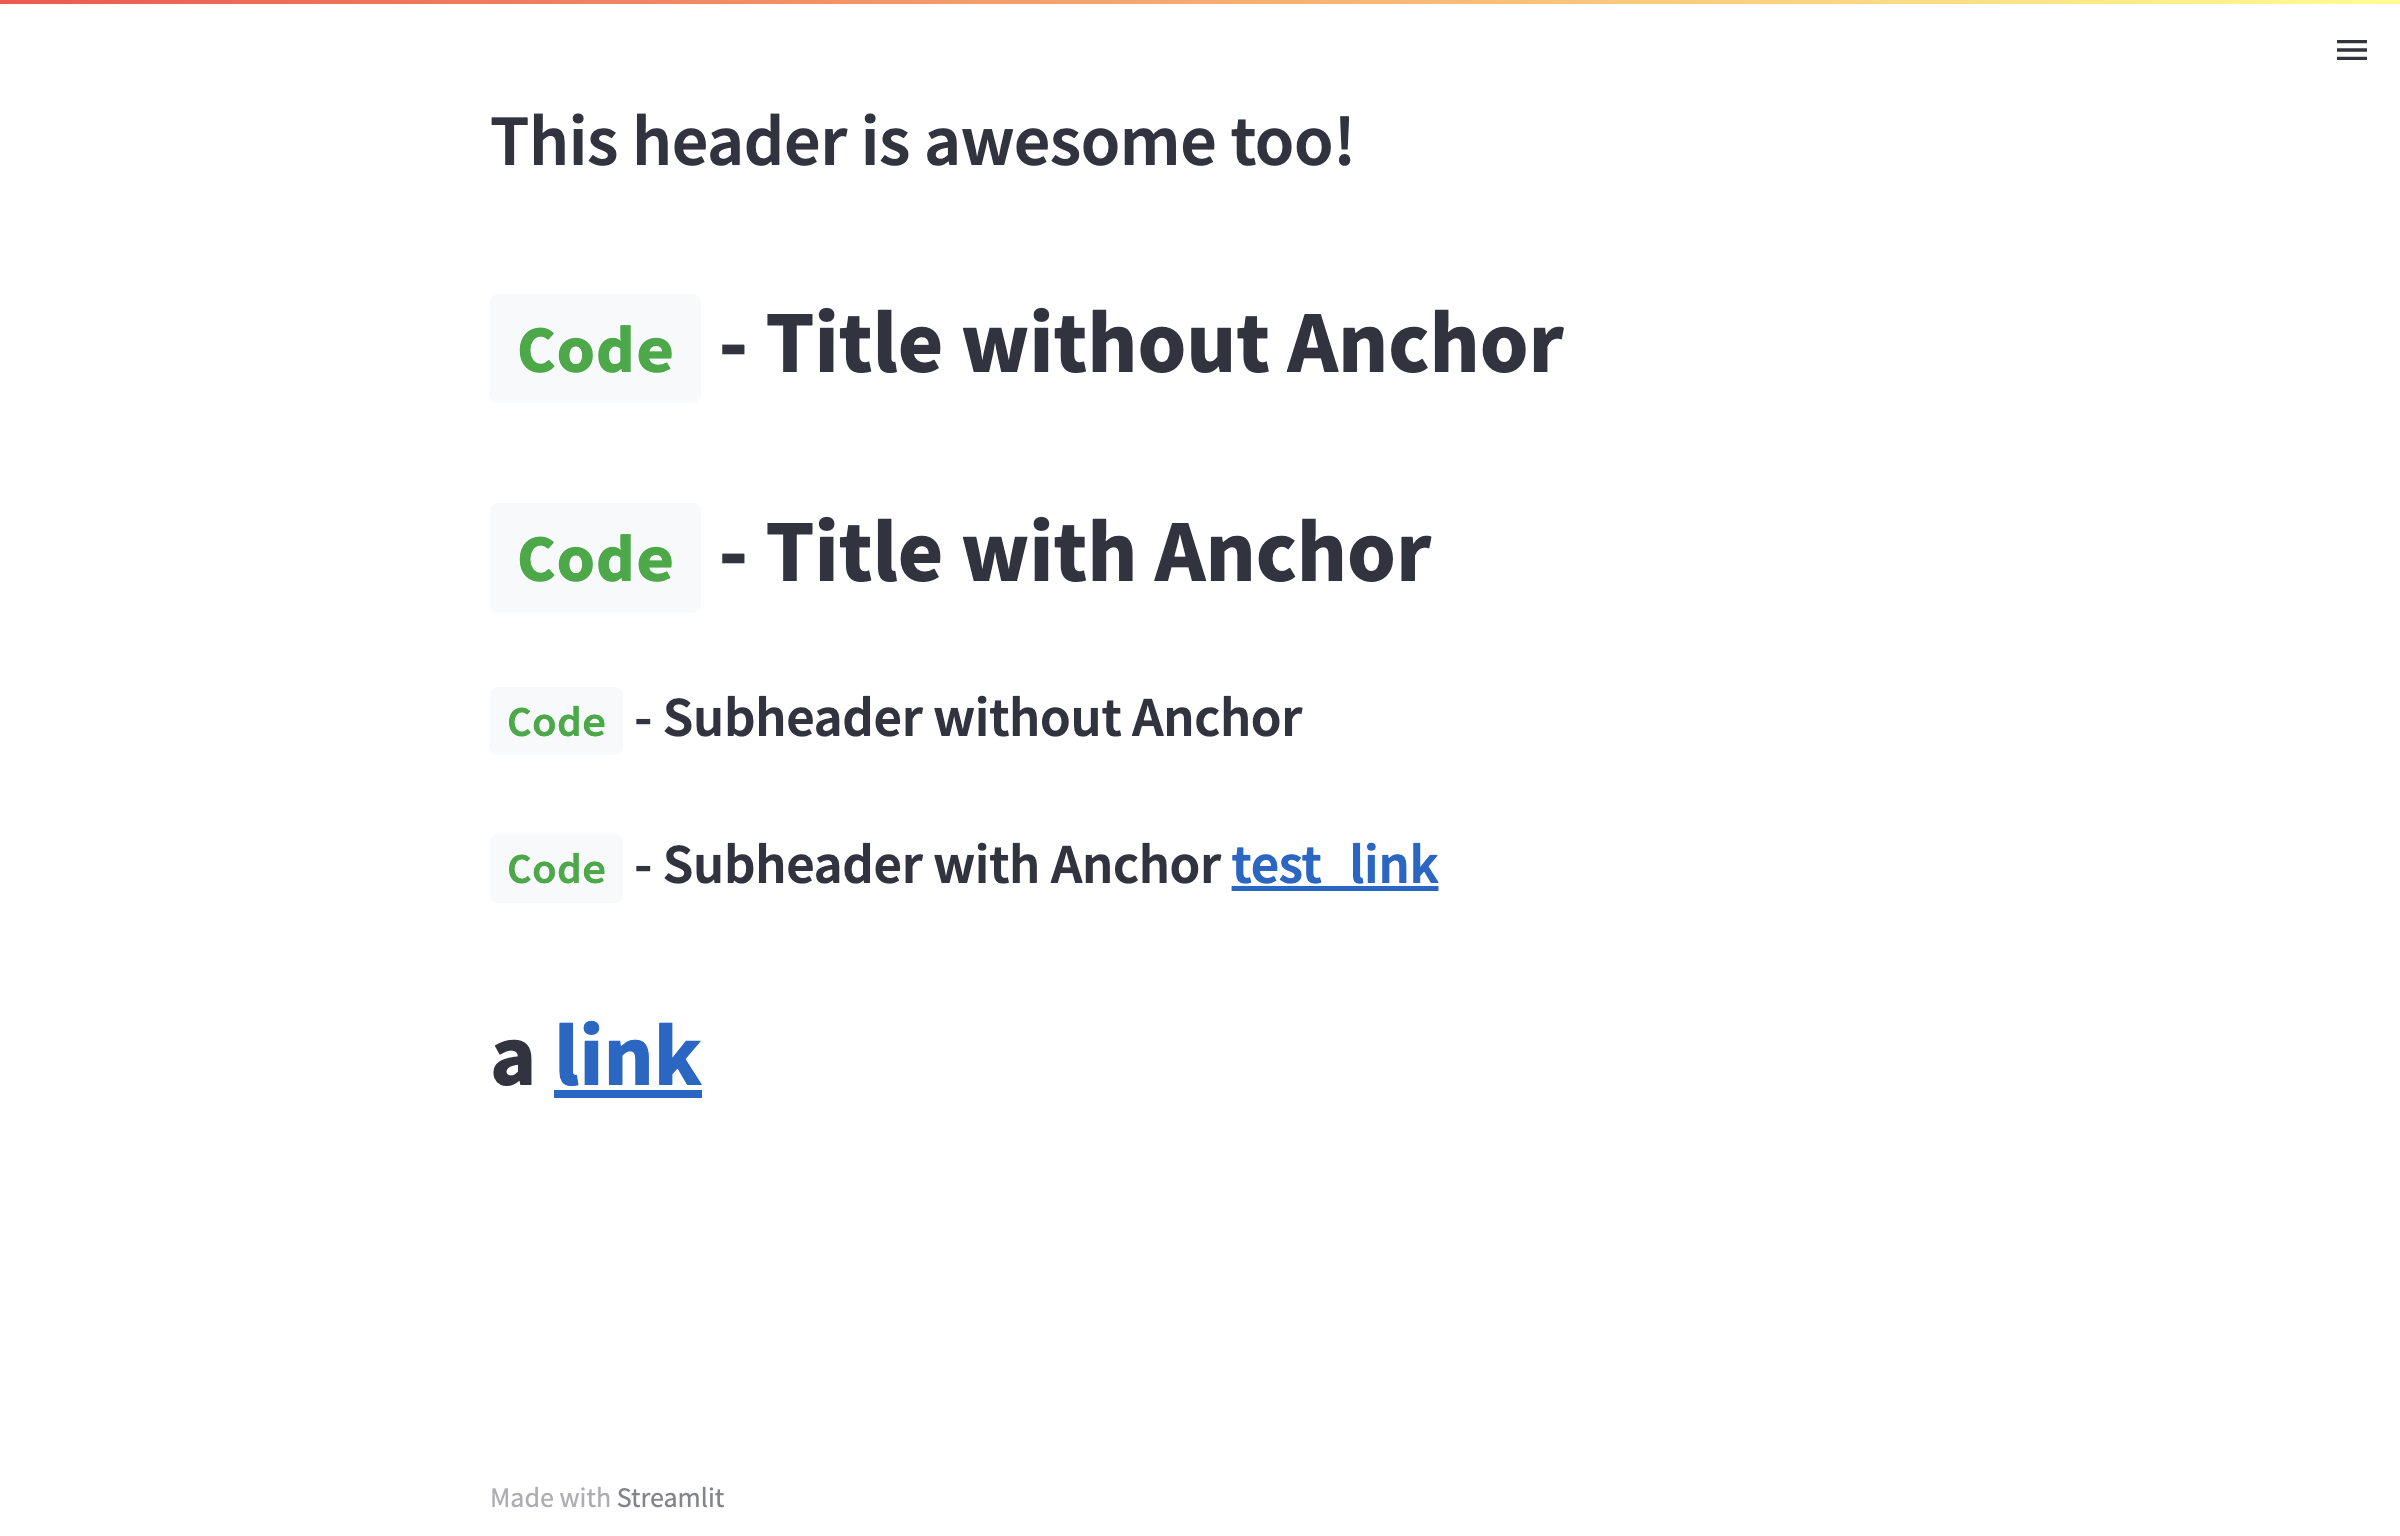 This header is awesome too!
Code - Title without Anchor
Code - Title with Anchor
Code - Subheader without Anchor
Code - Subheader with Anchor test_link
a link
Made with Streamlit